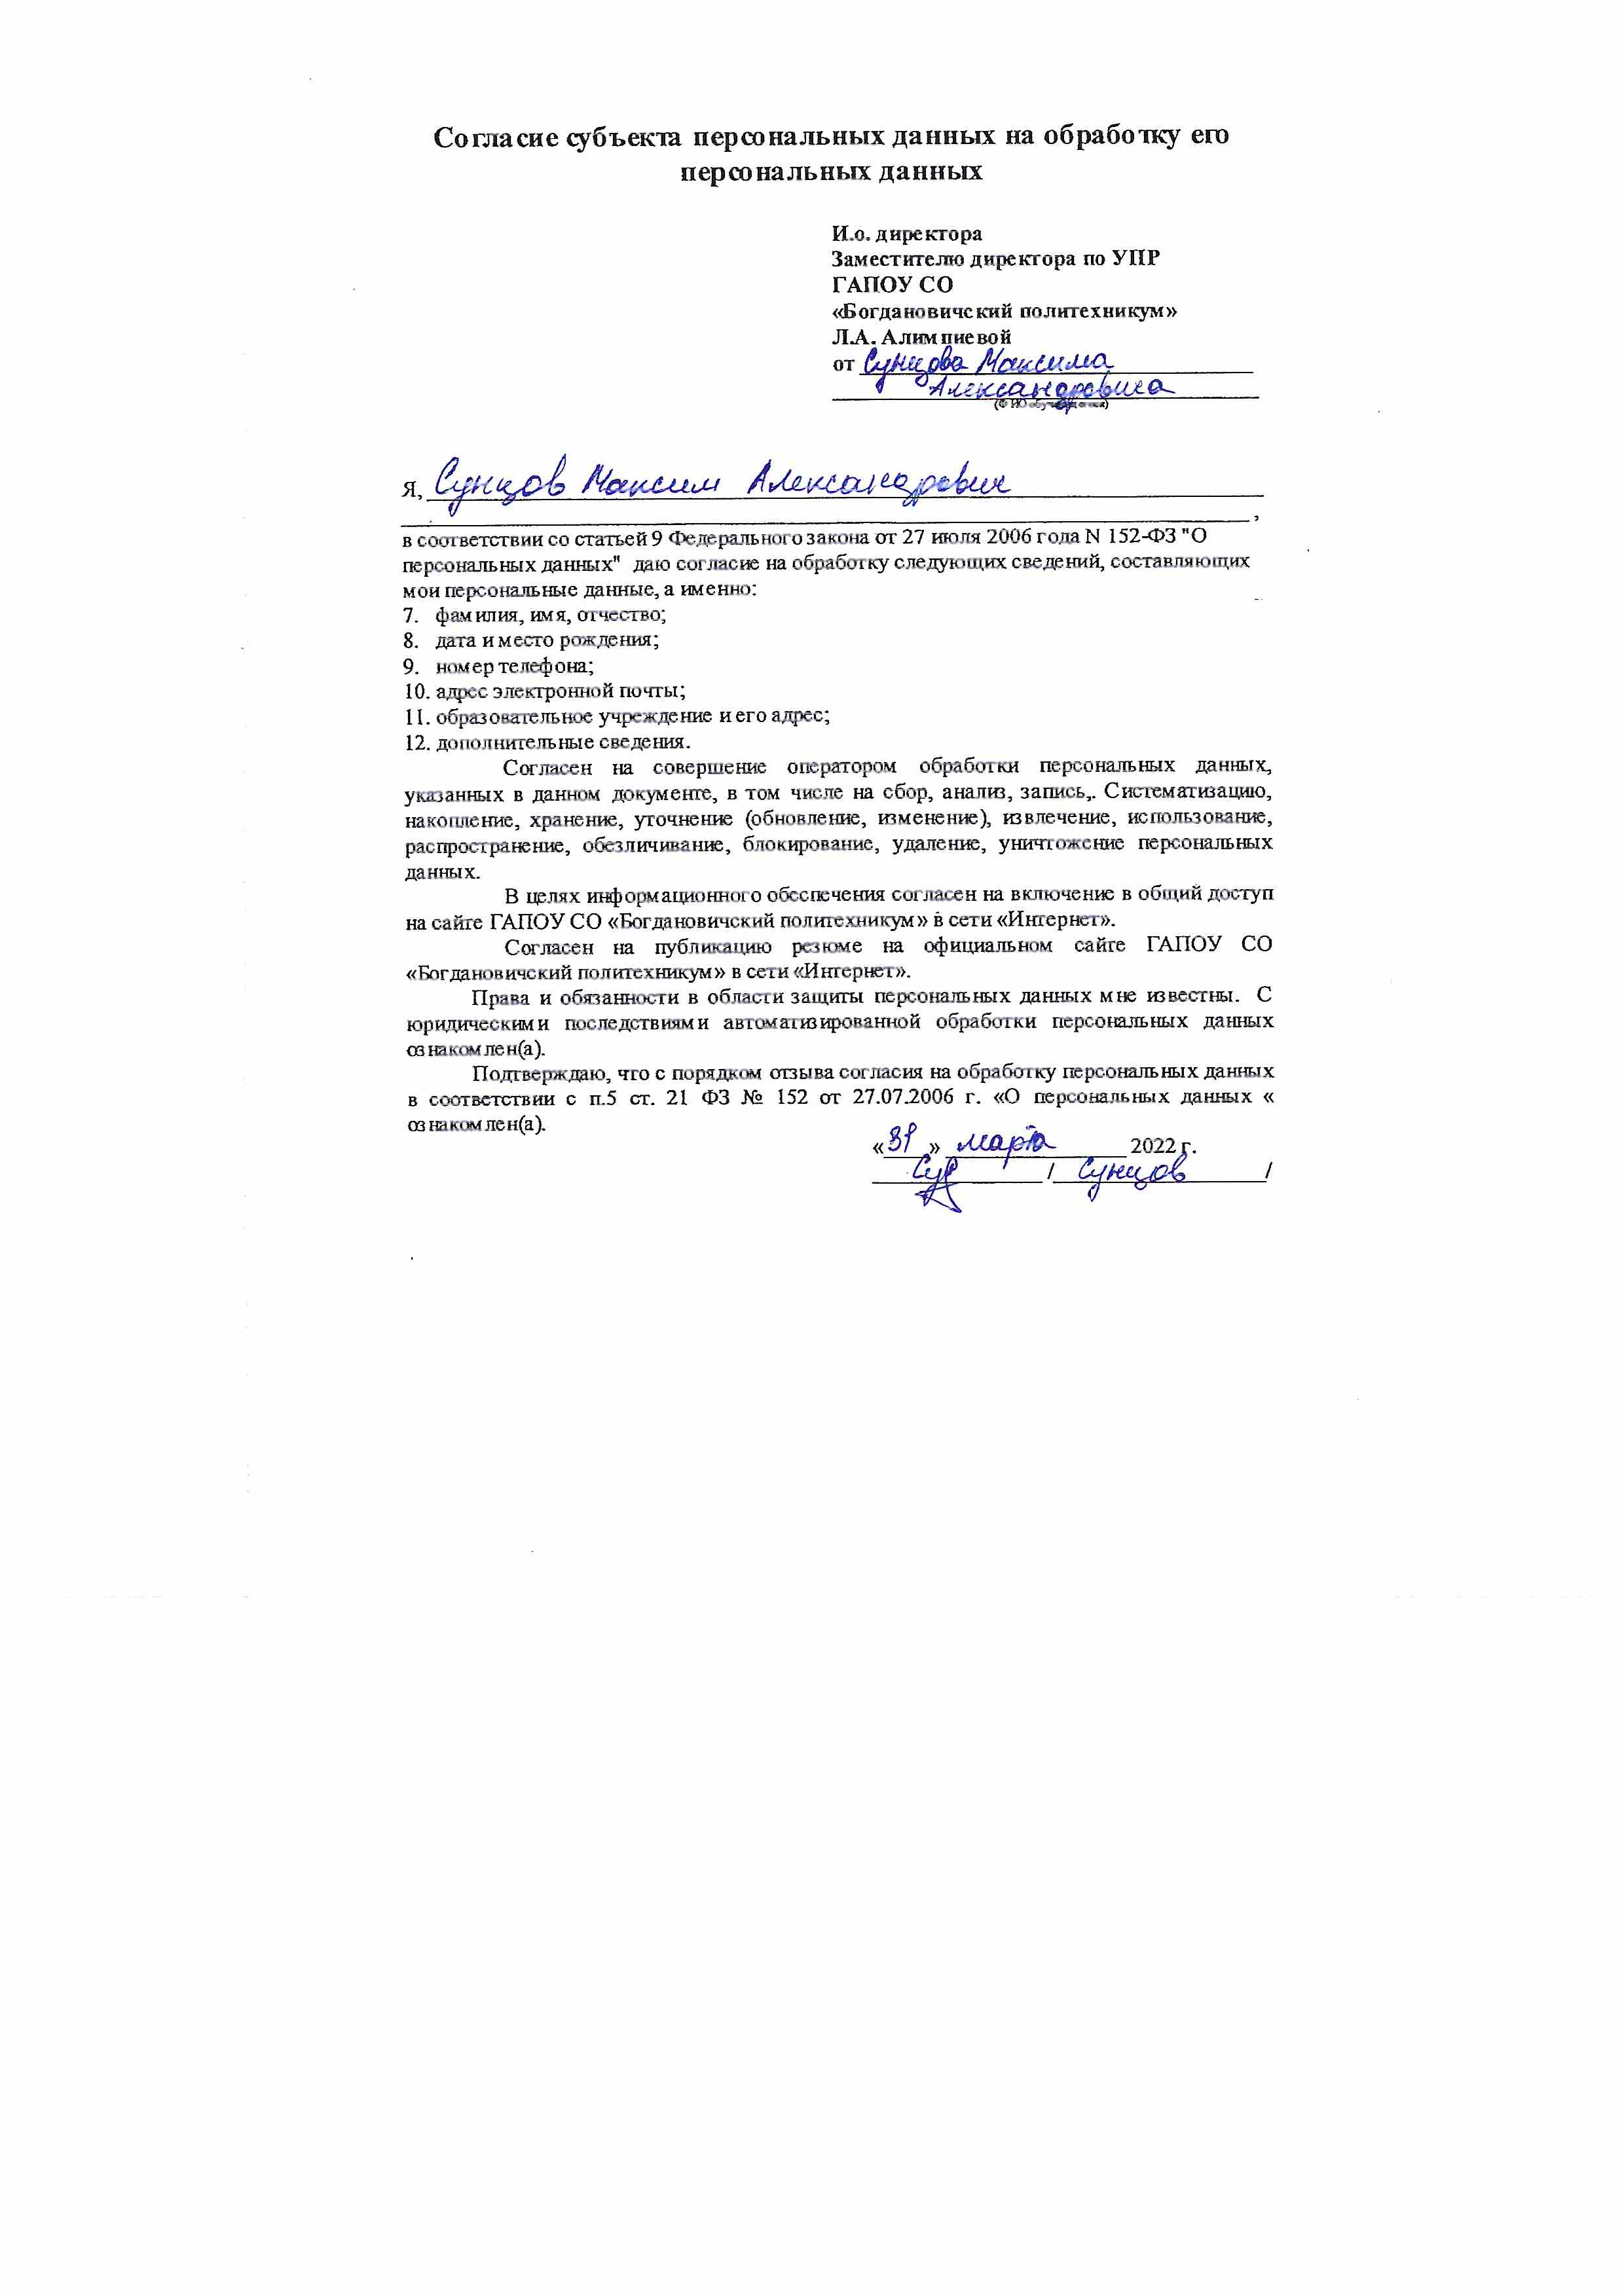 Согласие субъекта персональных данных на обработку его
персональных данных
И.о. директора
Заместителю директора по УПР
ГАПОУ СО
«Богдановичский политехникум»
Л.А. Алимпиевой
от Сунцова Максима
Александровича
(ФИО
Я, Сунцов Максим Александрович
,
в соответствии со статьей 9 Федерального закона от 27 июля 2006 года N 152-ФЗ "О
персональных данных" даю согласие на обработку следующих сведений, составляющих
мои персональные данные, а именно:
7. фамилия, имя, отчество;
8. дата и место рождения;
9. номер телефона;
10. адрес электронной почты;
11. образовательное учреждение и его адрес;
12. дополнительные сведения.
Согласен на совершение оператором обработки персональных данных,
указанных в данном документе, в том числе на сбор, анализ, запись,. Систематизацию,
накопление, хранение, уточнение (обновление, изменение), извлечение, использование,
распространение, обезличивание, блокирование, удаление, уничтожение персональных
данных.
В целях информационного обеспечения согласен на включение в общий доступ
на сайте ГАПОУ СО «Богдановичский политехникум» в сети «Интернет».
Согласен на публикацию резюме на официальном сайте ГАПОУ СО
«Богдановичский политехникум» в сети «Интернет».
Права и обязанности в области защиты персональных данных мне известны. С
юридическими последствиями автоматизированной обработки персональных данных
ознакомлен(а).
Подтверждаю, что с порядком отзыва согласия на обработку персональных данных
в соответствии с п.5 ст. 21 ФЗ № 152 от 27.07.2006 г. «О персональных данных «
ознакомлен(а).
«31» марта 2022 г.
/ Сунцов /